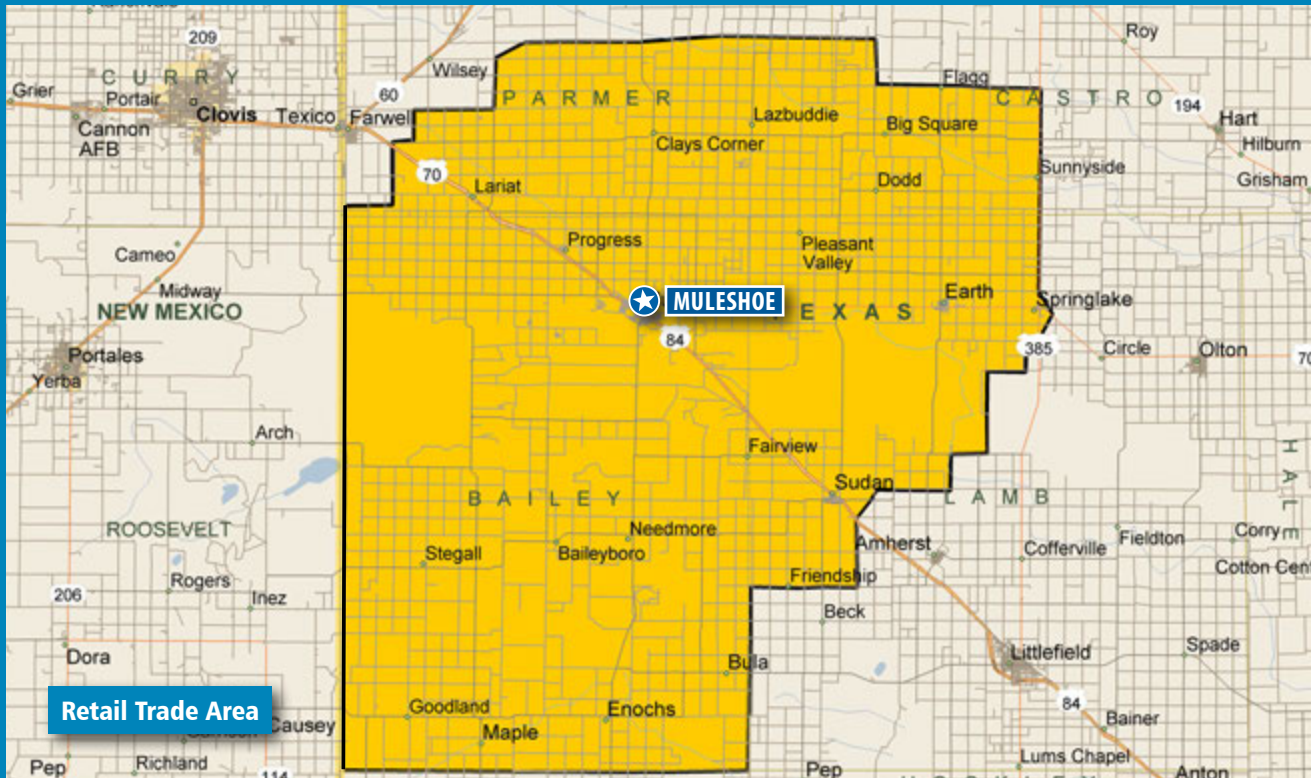 209
Roy
CURRY
Wilsey
Flagg
Grier
Portair
60
PARMER
CASTRO
194
Clovis
Texico
Farwell
Lazbuddie
Hart
Cannon
AFB
Big Square
Clays Corner
Hilburn
70
Sunnyside
Grisham
Lariat
Dodd
Progress
Pleasant
Valley
Cameo
Midway
MULESHOE
Earth
Springlake
NEW MEXICO
TEXAS
84
385
Circle
Olton
70
Portales
Yerba
Arch
Fairview
HALE
Sudan
BAILEY
LAMB
ROOSEVELT
Needmore
Stegall
Baileyboro
Amherst
Cofferville
Fieldton
Corry
Cotton Cent
Rogers
Friendship
206
Inez
Beck
Dora
Bula
Littlefield
Spade
Retail Trade Area
Goodland
Enochs
84
Causey
Maple
Bainer
Pep
Richland
114
Pep
Lums Chapel
Anton